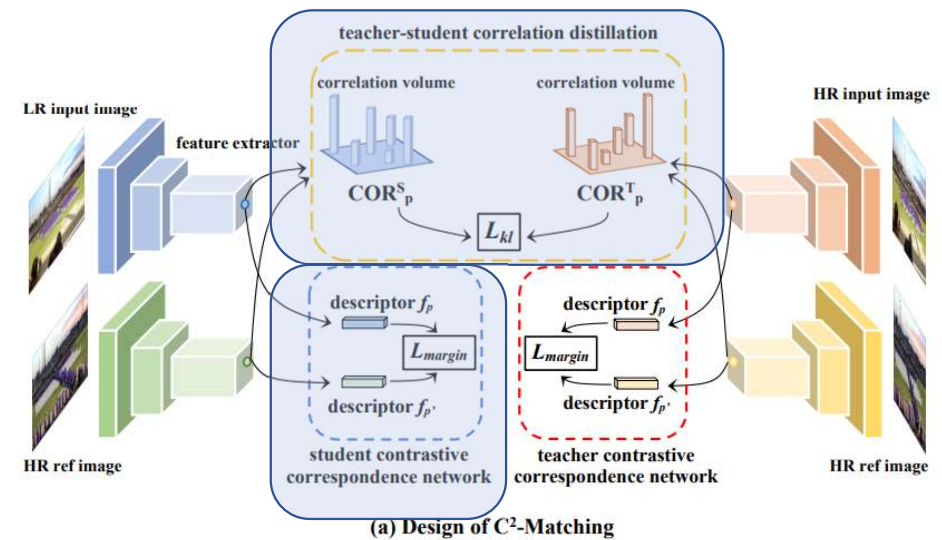 teacher-student correlation distillation
correlation volume
correlation volume
LR input image
HR input image
feature extractor
COR^S_p
COR^T_p
L_kl
descriptor f_p
descriptor f_p
L_margin
L_margin
descriptor f_p'
descriptor f_p'
HR ref image
student contrastive
correspondence network
teacher contrastive
correspondence network
HR ref image
(a) Design of C²-Matching